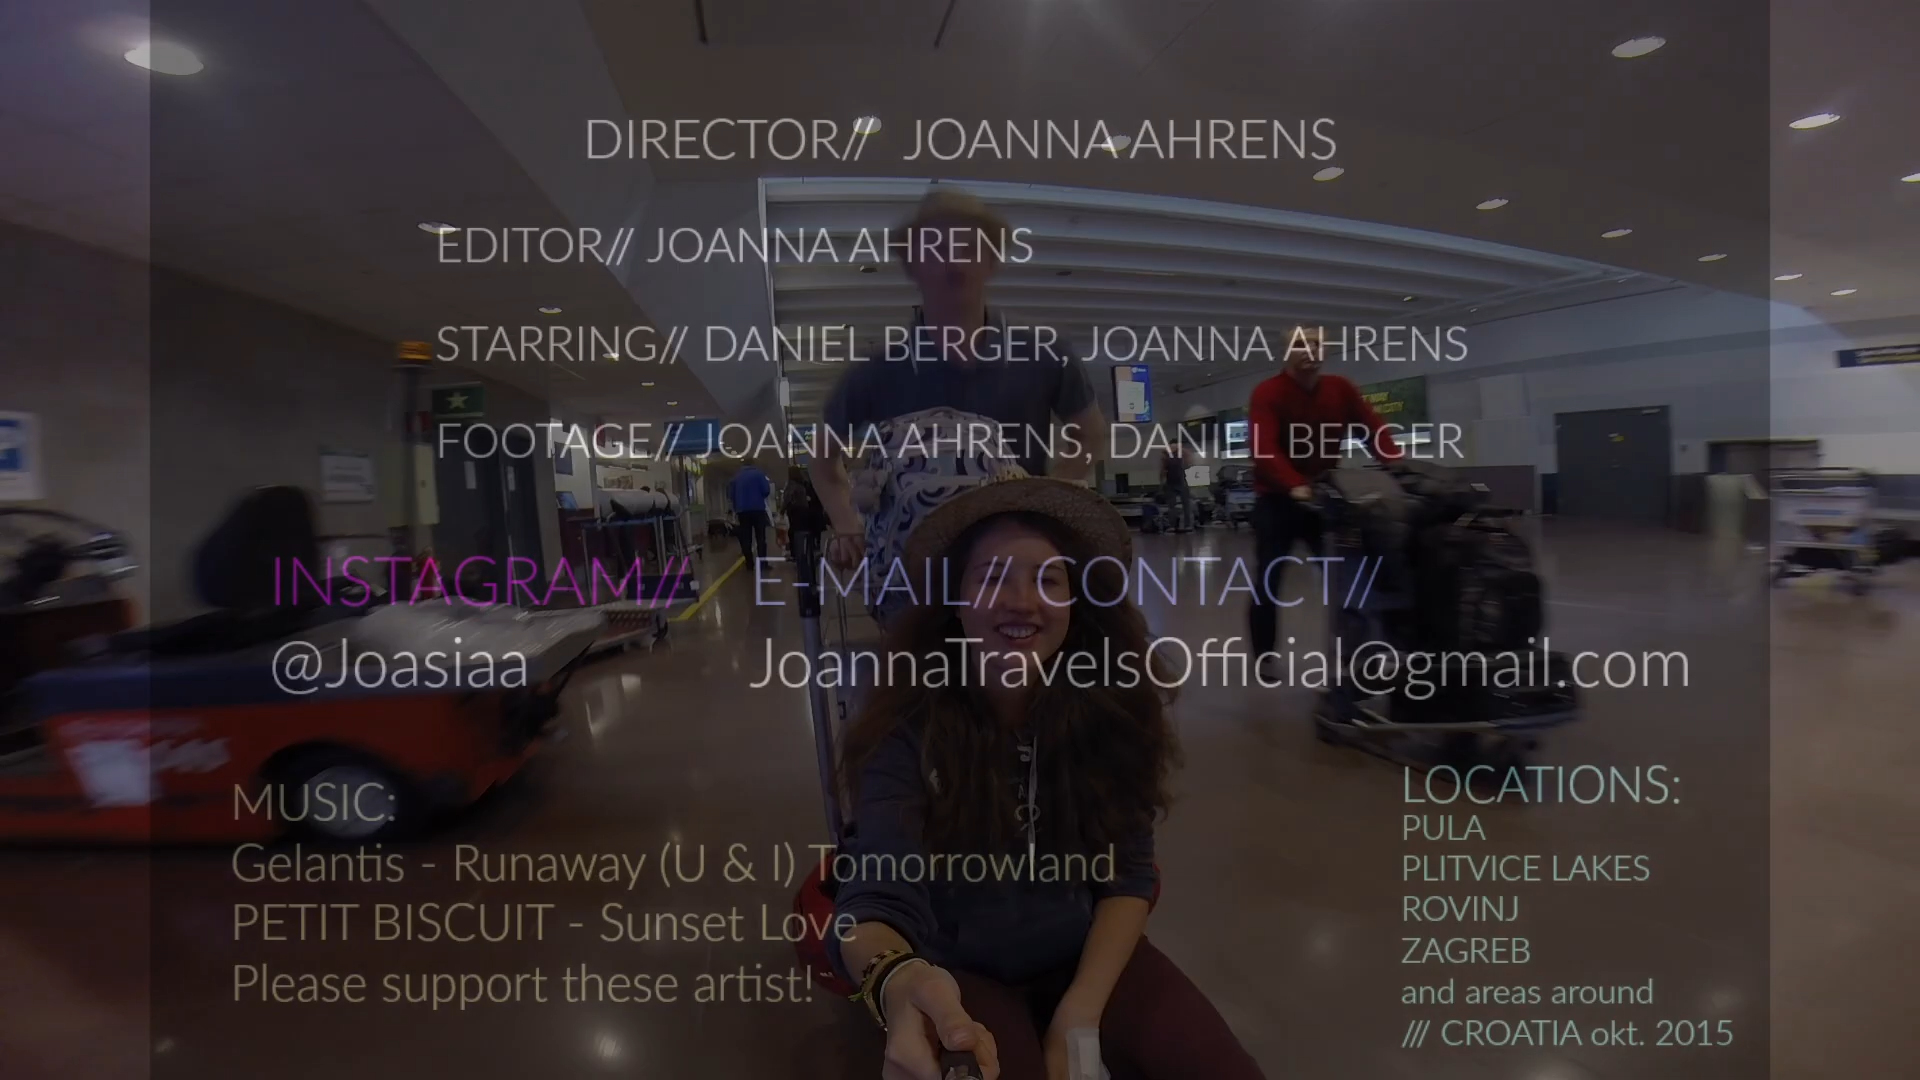 DIRECTOR// JOANNA AHRENS
EDITOR// JOANNA AHRENS
STARRING// DANIEL BERGER, JOANNA AHRENS
FOOTAGE// JOANNA AHRENS, DANIEL BERGER
INSTAGRAM// E-MAIL// CONTACT//
@Joasiaa JoannaTravelsOfficial@gmail.com
MUSIC:
Gelantis - Runaway (U & I) Tomorrowland
PETIT BISCUIT - Sunset Love
Please support these artist!
LOCATIONS:
PULA
PLITVICE LAKES
ROVINJ
ZAGREB
and areas around
/// CROATIA okt. 2015